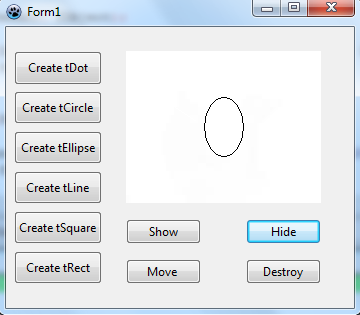 Form1
Create tDot
Create tCircle
Create tEllipse
Create tLine
Create tSquare
Create tRect
Show
Hide
Move
Destroy